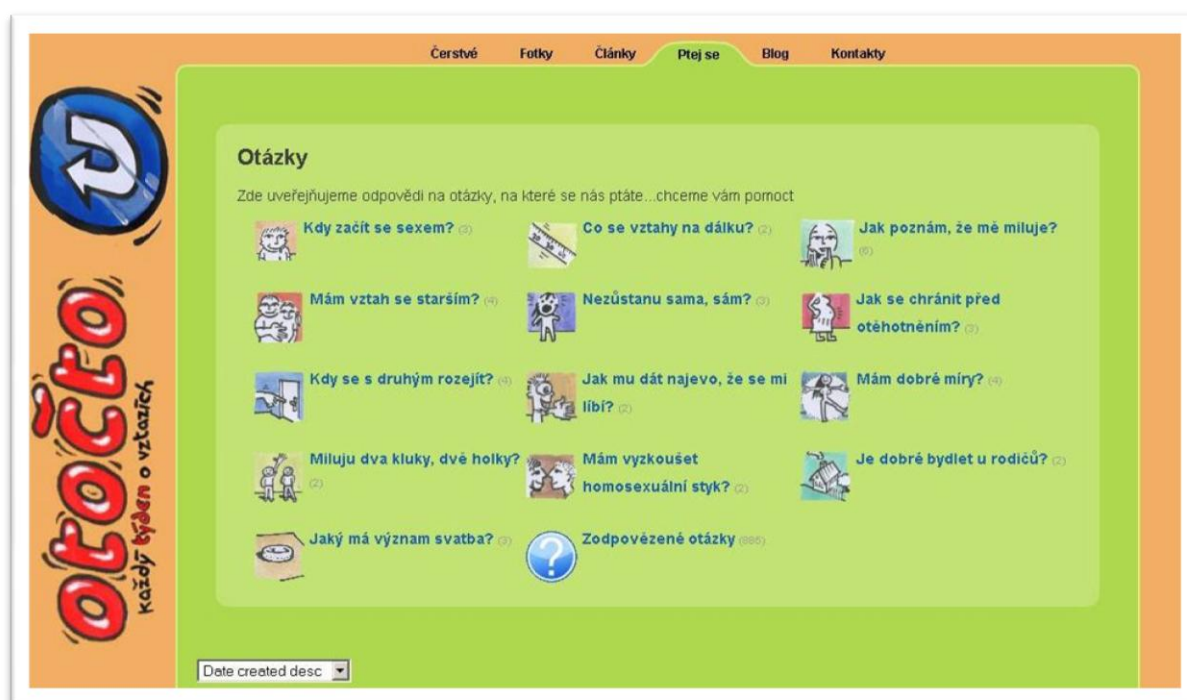 Čerstvé Fotky Články Ptej se Blog Kontakty
otočto
každý týden o vztazích
Otázky
Zde uveřejňujeme odpovědi na otázky, na které se nás ptáte...chceme vám pomoct
Kdy začít se sexem? (3)
Co se vztahy na dálku? (2)
Jak poznám, že mě miluje?
(6)
Mám vztah se starším? (4)
Nezůstanu sama, sám? (3)
Jak se chránit před
otěhotněním? (3)
Kdy se s druhým rozejít? (4)
Jak mu dát najevo, že se mi
líbí? (2)
Mám dobré míry? (4)
Miluju dva kluky, dvě holky?
(2)
Mám vyzkoušet
homosexuální styk? (2)
Je dobré bydlet u rodičů? (2)
Jaký má význam svatba? (3)
Zodpovězené otázky
Date created desc